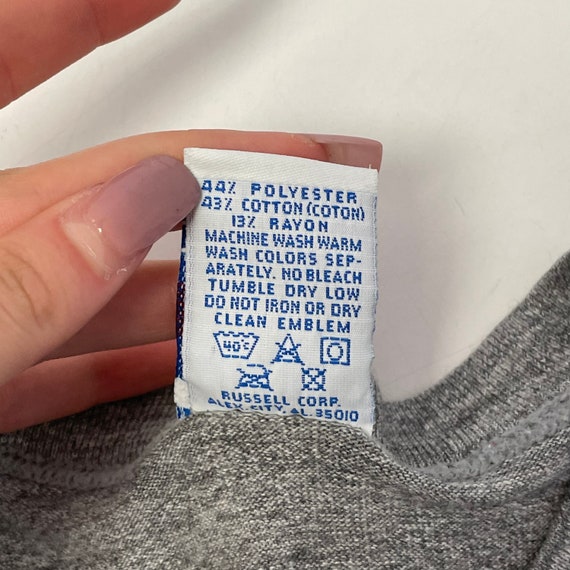 44% POLYESTER
43% COTTON (COTON)
13% RAYON
MACHINE WASH WARM
WASH COLORS SEP-
ARATELY. NO BLEACH
TUMBLE DRY LOW
DO NOT IRON OR DRY
CLEAN EMBLEM
40°C
RUSSELL CORP.
ALEX. CITY, AL. 35010